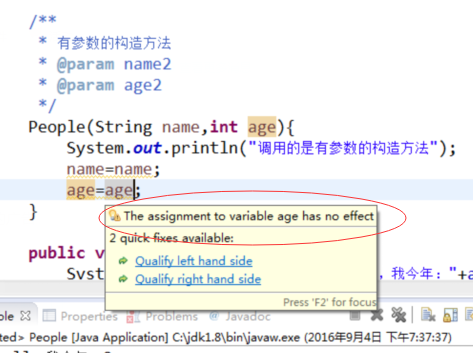 /**
* 有参数的构造方法
* @param name2
* @param age2
*/
People(String name,int age){
System.out.println("调用的是有参数的构造方法");
name=name;
age=age;
}
The assignment to variable age has no effect
public v
2 quick fixes available:
Syst
Qualify left hand side
,我今年："+a
Qualify right hand side
Press 'F2' for focus
Properties
Problems
@ Javadoc
ted> People [Java Application] C:\jdk1.8\bin\javaw.exe (2016年9月4日 下午7:37:37)